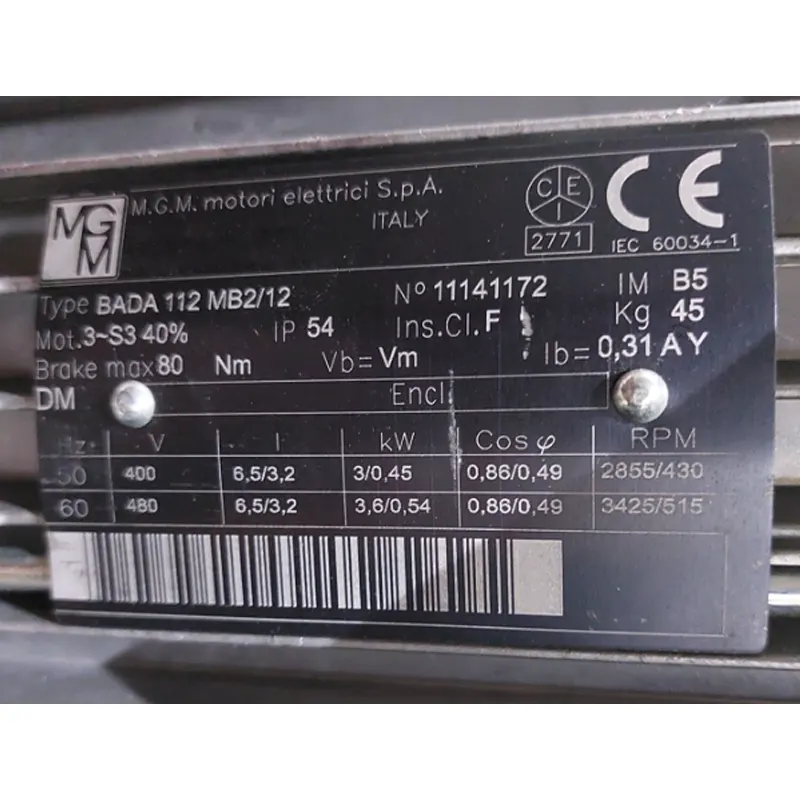 MGM
M.G.M. motori elettrici S.p.A.
ITALY
CEI
2771
CE
IEC 60034-1
Type BADA 112 MB2/12 N° 11141172 IM B5
Mot.3~S3 40% IP 54 Ins.Cl.F Kg 45
Brake max80 Nm Vb=Vm Ib=0,31 A Y
DM Encl
Hz V I kW Cos φ RPM
50 400 6,5/3,2 3/0,45 0,86/0,49 2855/430
60 480 6,5/3,2 3,6/0,54 0,86/0,49 3425/515